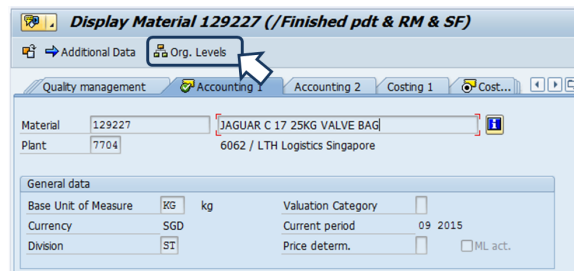 Display Material 129227 (/Finished pdt & RM & SF)
Additional Data Org. Levels
Quality management Accounting 1 Accounting 2 Costing 1 Cost...
Material 129227 JAGUAR C 17 25KG VALVE BAG
Plant 7704 6062 / LTH Logistics Singapore
General data
Base Unit of Measure KG kg Valuation Category
Currency SGD Current period 09 2015
Division ST Price determ. ML act.